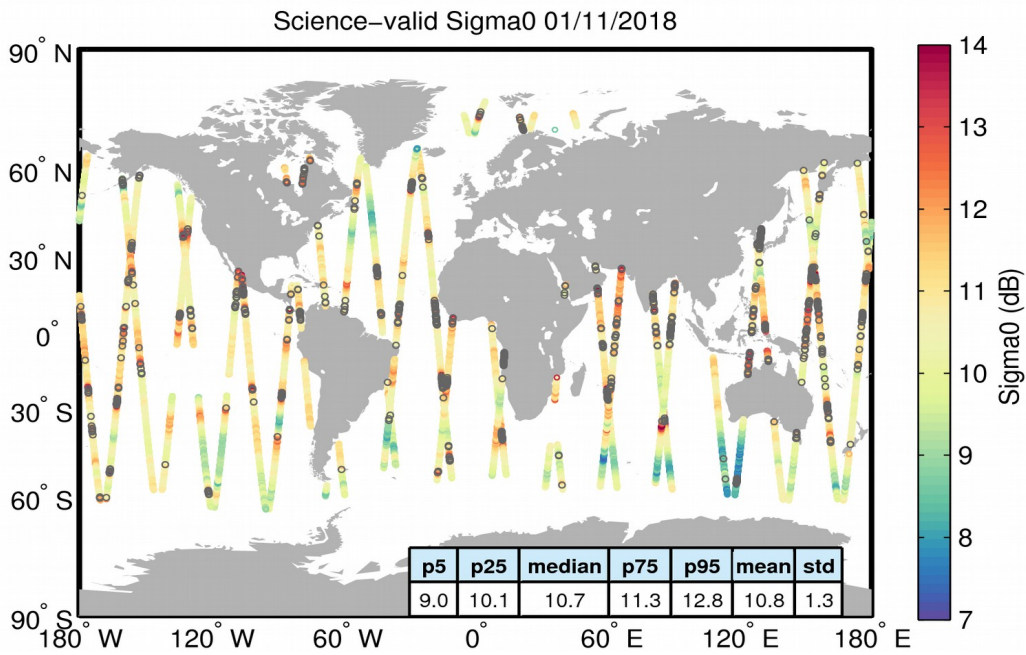 Science−valid Sigma0 01/11/2018
90° N
60° N
30° N
0°
30° S
60° S
90° S
180° W
120° W
60° W
0°
60° E
120° E
180° E
p5 p25 median p75 p95 mean std
9.0 10.1 10.7 11.3 12.8 10.8 1.3
14
13
12
11
10
9
8
7
Sigma0 (dB)